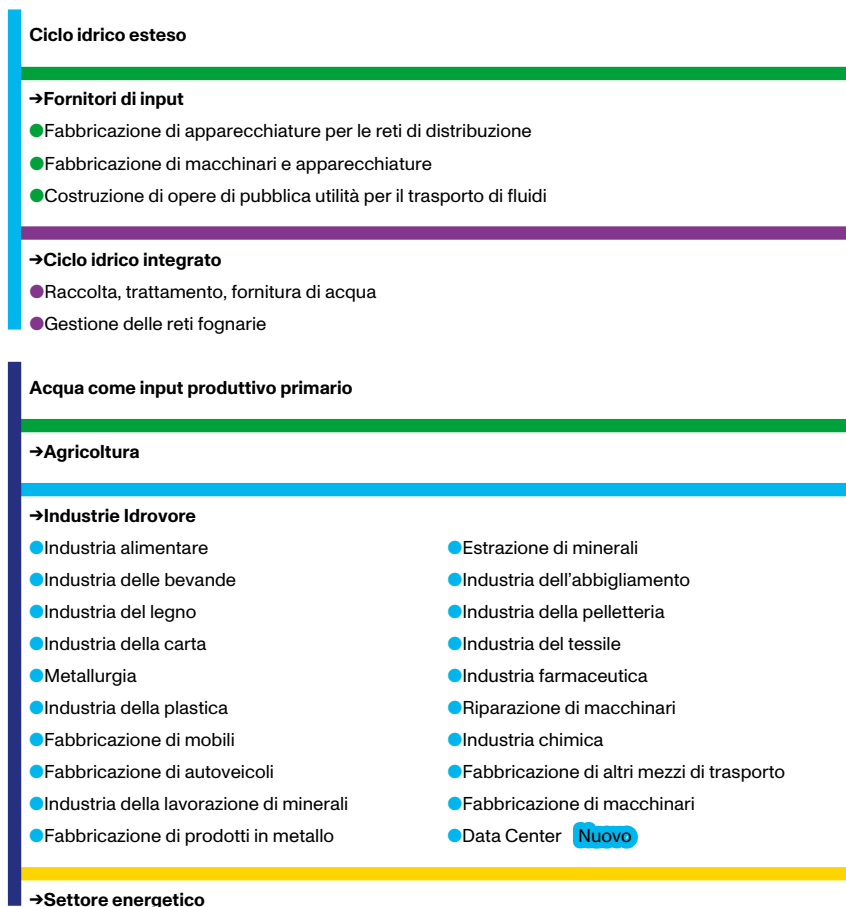 Ciclo idrico esteso
➔Fornitori di input
●Fabbricazione di apparecchiature per le reti di distribuzione
●Fabbricazione di macchinari e apparecchiature
●Costruzione di opere di pubblica utilità per il trasporto di fluidi
➔Ciclo idrico integrato
●Raccolta, trattamento, fornitura di acqua
●Gestione delle reti fognarie
Acqua come input produttivo primario
➔Agricoltura
➔Industrie Idrovore
●Industria alimentare
●Industria delle bevande
●Industria del legno
●Industria della carta
●Metallurgia
●Industria della plastica
●Fabbricazione di mobili
●Fabbricazione di autoveicoli
●Industria della lavorazione di minerali
●Fabbricazione di prodotti in metallo
●Estrazione di minerali
●Industria dell'abbigliamento
●Industria della pelletteria
●Industria del tessile
●Industria farmaceutica
●Riparazione di macchinari
●Industria chimica
●Fabbricazione di altri mezzi di trasporto
●Fabbricazione di macchinari
●Data Center Nuovo
➔Settore energetico